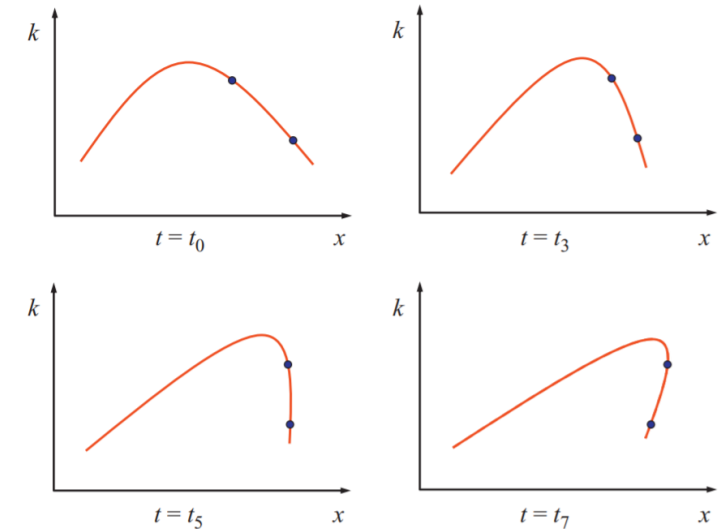 k
k
t = t₀ x
t = t₃ x
k
k
t = t₅ x
t = t₇ x